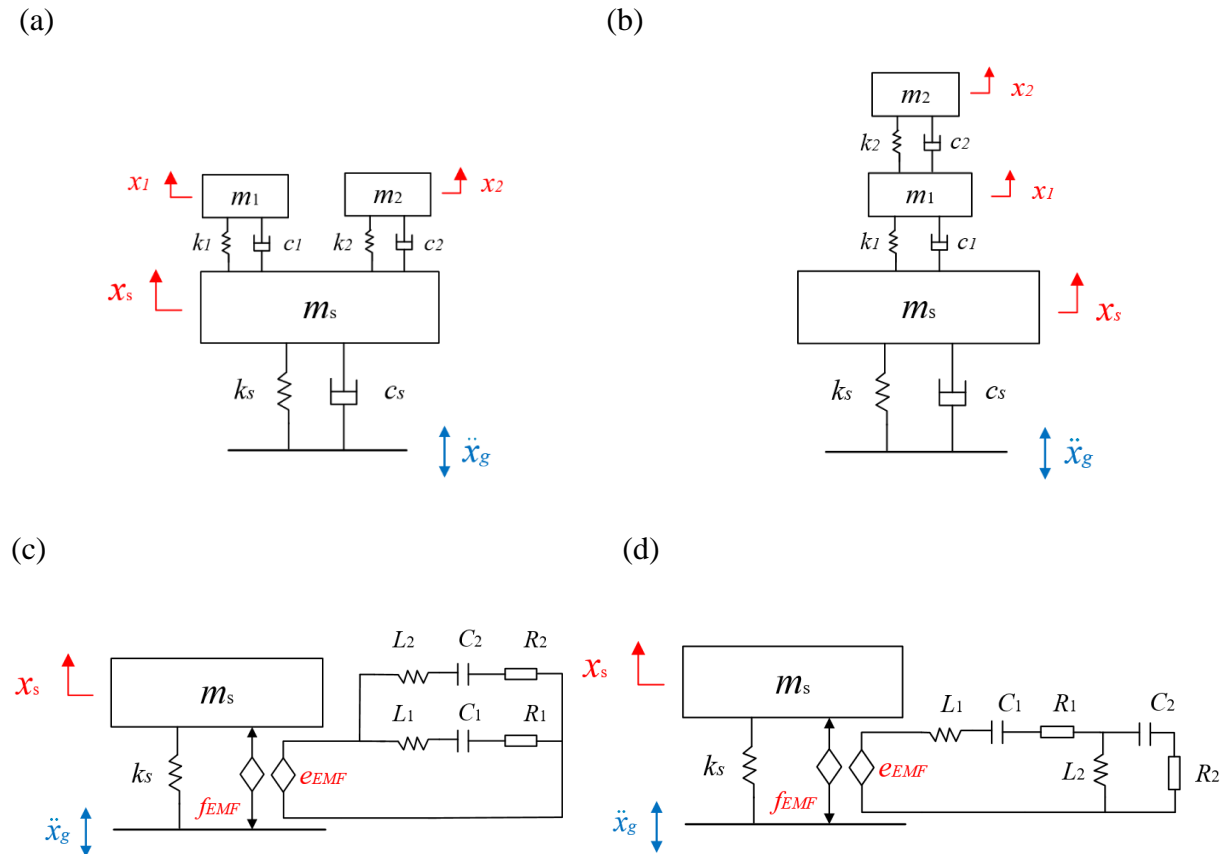 (a)
(b)
m2 x2
k2 c2
x1 m1 m2 x2
m1 x1
k1 c1 k2 c2
k1 c1
xs ms
ms xs
ks cs
ks cs
ẍg
ẍg
(c)
(d)
L2 C2 R2
xs ms
xs ms
L1 C1 R1
L1 C1 R1 C2
ks eEMF
ks eEMF L2 R2
fEMF
fEMF
ẍg
ẍg